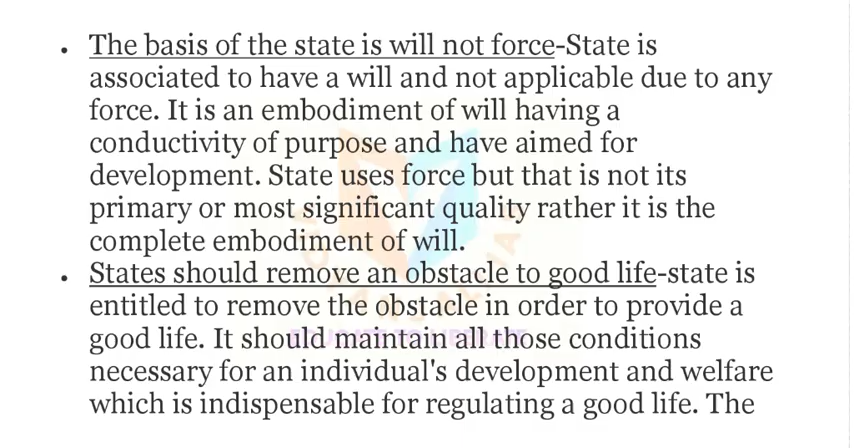 • The basis of the state is will not force-State is
associated to have a will and not applicable due to any
force. It is an embodiment of will having a
conductivity of purpose and have aimed for
development. State uses force but that is not its
primary or most significant quality rather it is the
complete embodiment of will.
• States should remove an obstacle to good life-state is
entitled to remove the obstacle in order to provide a
good life. It should maintain all those conditions
necessary for an individual's development and welfare
which is indispensable for regulating a good life. The